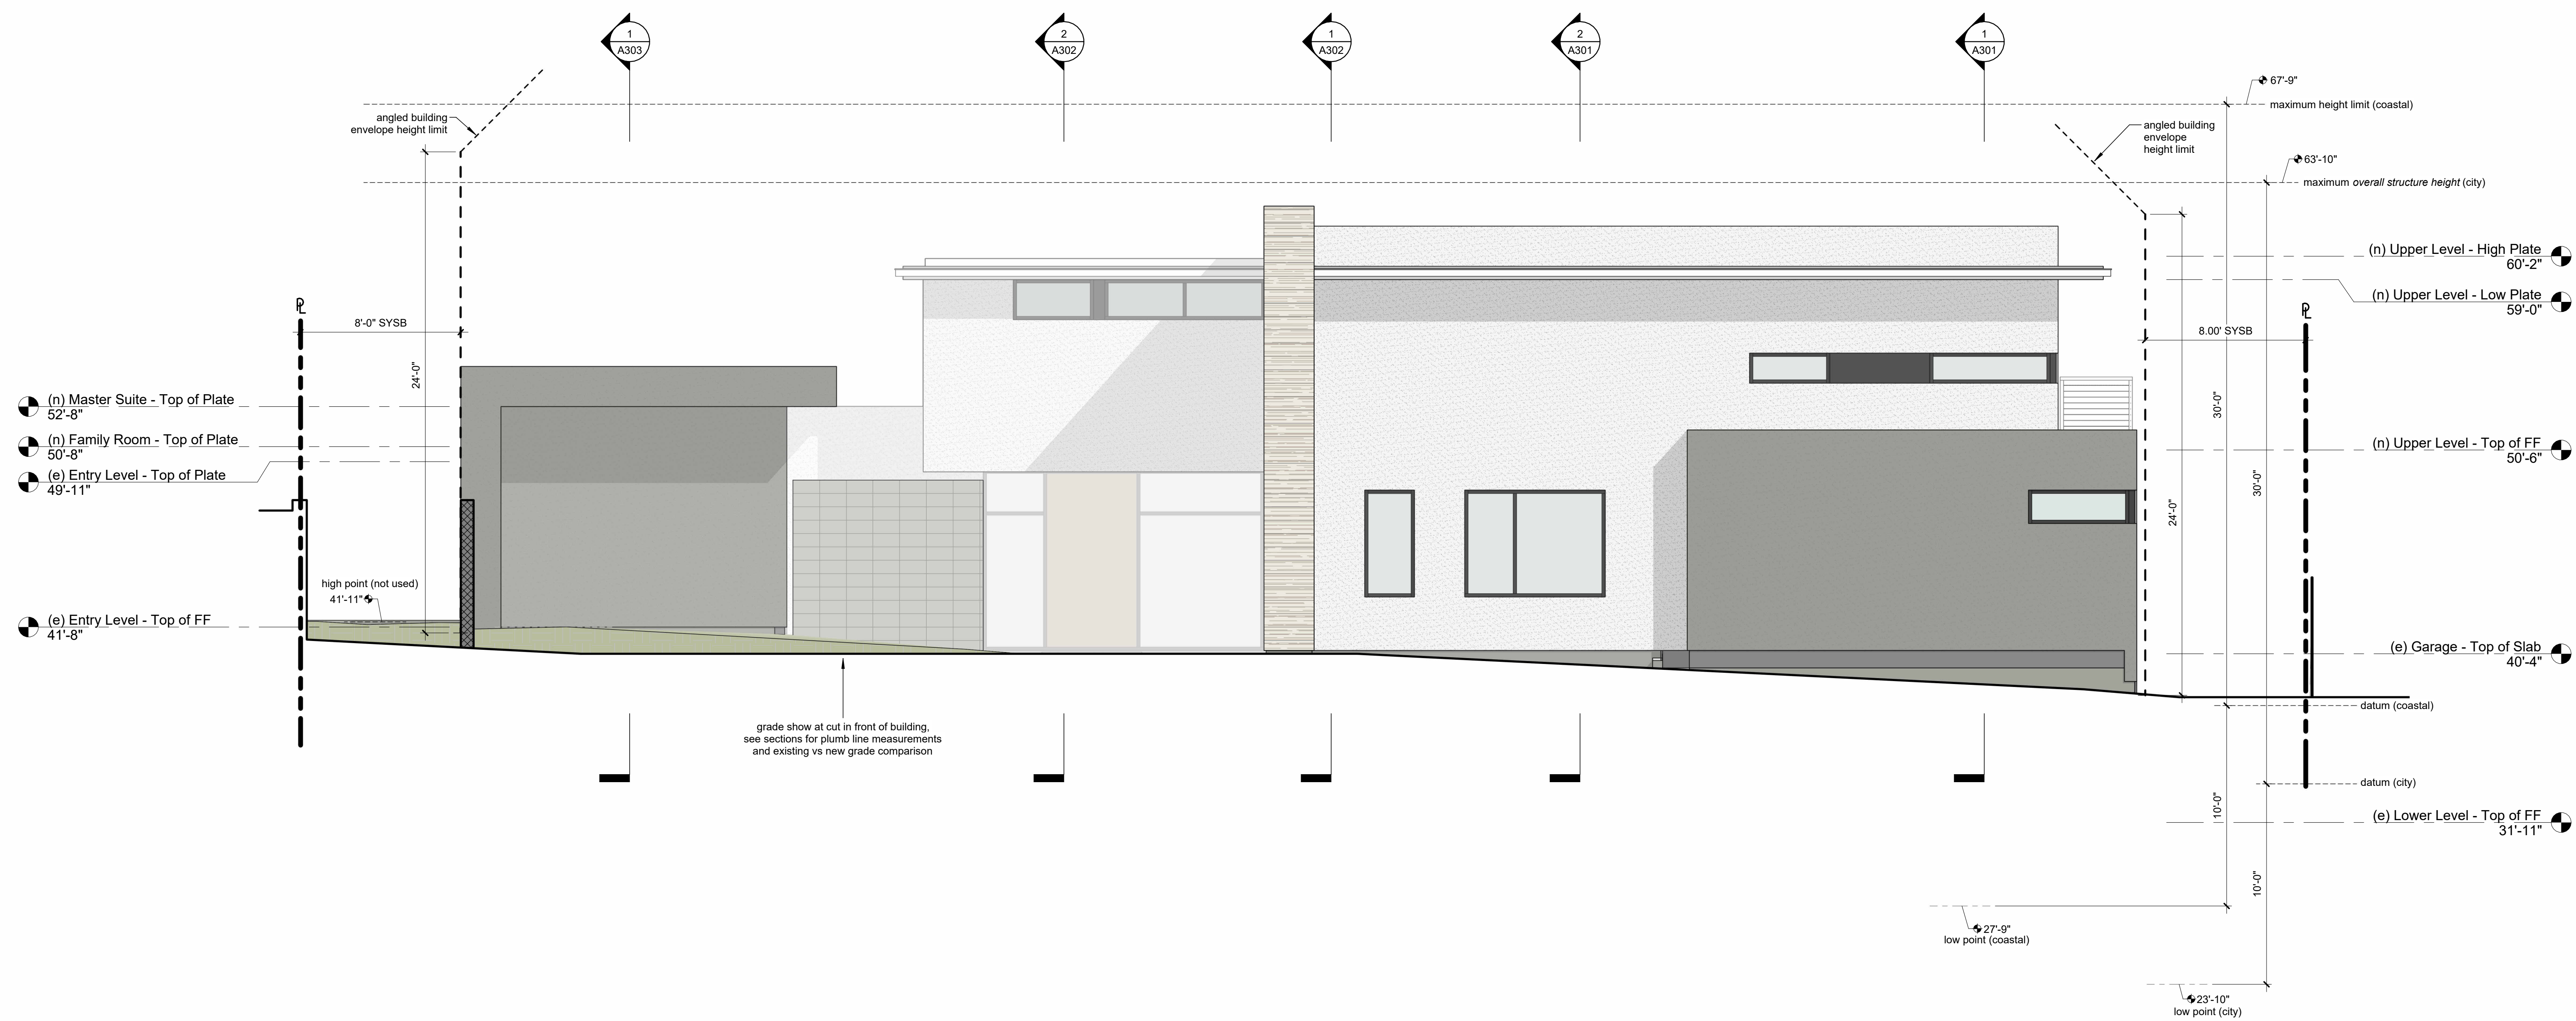 1
A303
2
A302
1
A302
2
A301
1
A301
67'-9"
maximum height limit (coastal)
angled building
envelope height limit
angled building
envelope
height limit
63'-10"
maximum overall structure height (city)
(n) Upper Level - High Plate
60'-2"
(n) Upper Level - Low Plate
59'-0"
PL
PL
8'-0" SYSB
8.00' SYSB
24'-0"
(n) Master Suite - Top of Plate
52'-8"
(n) Family Room - Top of Plate
50'-8"
(e) Entry Level - Top of Plate
49'-11"
30'-0"
(n) Upper Level - Top of FF
50'-6"
30'-0"
24'-0"
high point (not used)
41'-11"
(e) Entry Level - Top of FF
41'-8"
(e) Garage - Top of Slab
40'-4"
datum (coastal)
grade show at cut in front of building,
see sections for plumb line measurements
and existing vs new grade comparison
datum (city)
10'-0"
(e) Lower Level - Top of FF
31'-11"
10'-0"
27'-9"
low point (coastal)
23'-10"
low point (city)